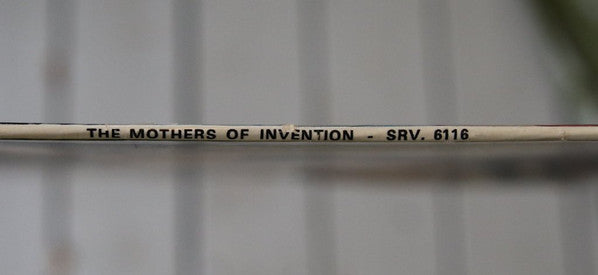 THE MOTHERS OF INVENTION - SRV. 6116